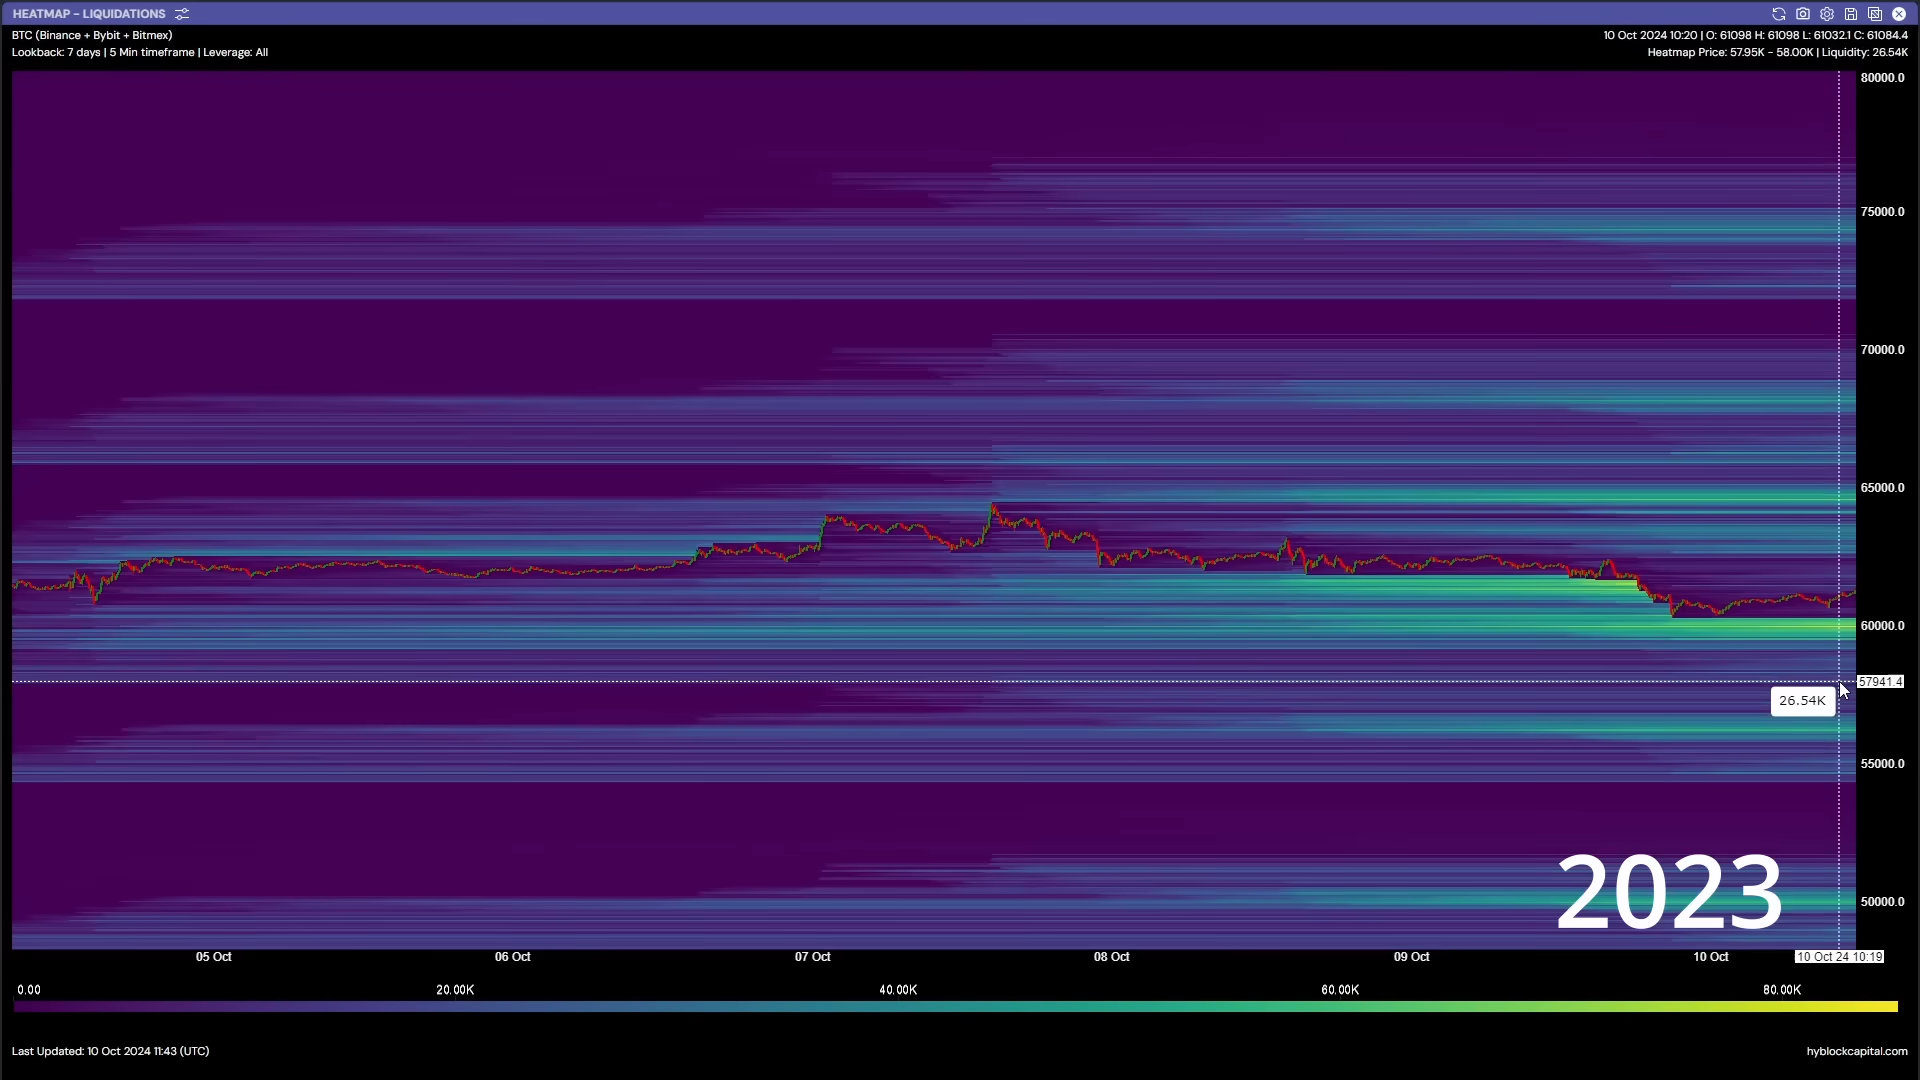 HEATMAP - LIQUIDATIONS
BTC (Binance + Bybit + Bitmex)
10 Oct 2024 10:20 | O: 61098 H: 61098 L: 61032.1 C: 61084.4
Lookback: 7 days | 5 Min timeframe | Leverage: All
Heatmap Price: 57.95K - 58.00K | Liquidity: 26.54K
80000.0
75000.0
70000.0
65000.0
60000.0
57941.4
26.54K
55000.0
2023
50000.0
05 Oct
06 Oct
07 Oct
08 Oct
09 Oct
10 Oct
10 Oct 24 10:19
0.00
20.00K
40.00K
60.00K
80.00K
Last Updated: 10 Oct 2024 11:43 (UTC)
hyblockcapital.com